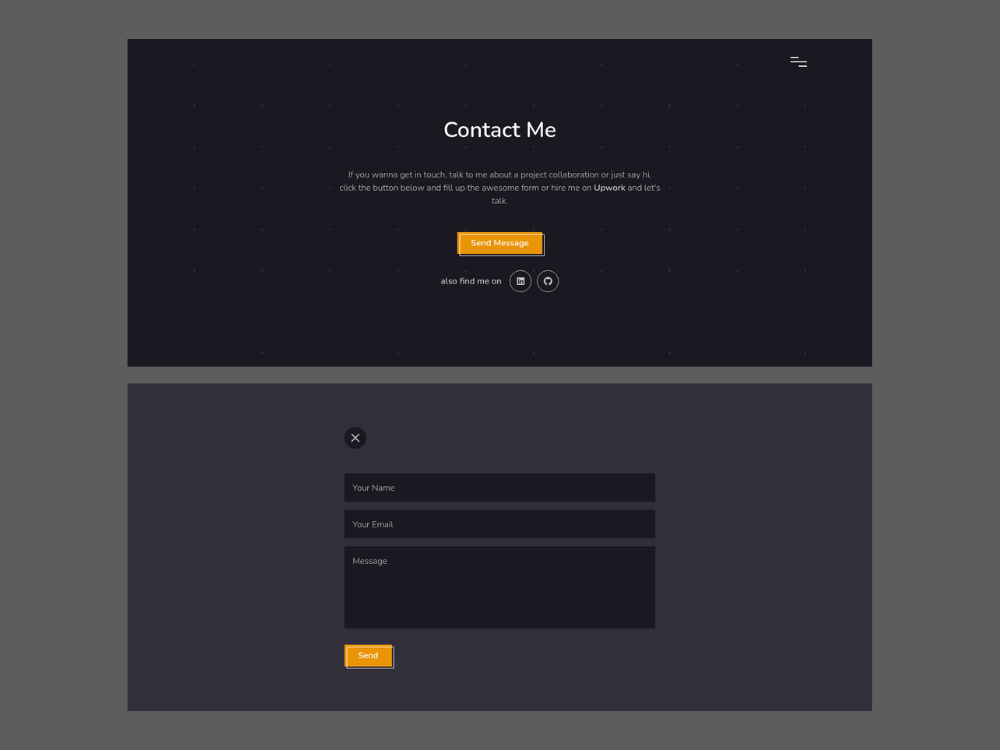 Contact Me
If you wanna get in touch, talk to me about a project collaboration or just say hi,
click the button below and fill up the awesome form or hire me on Upwork and let's
talk.
Send Message
also find me on
Your Name
Your Email
Message
Send